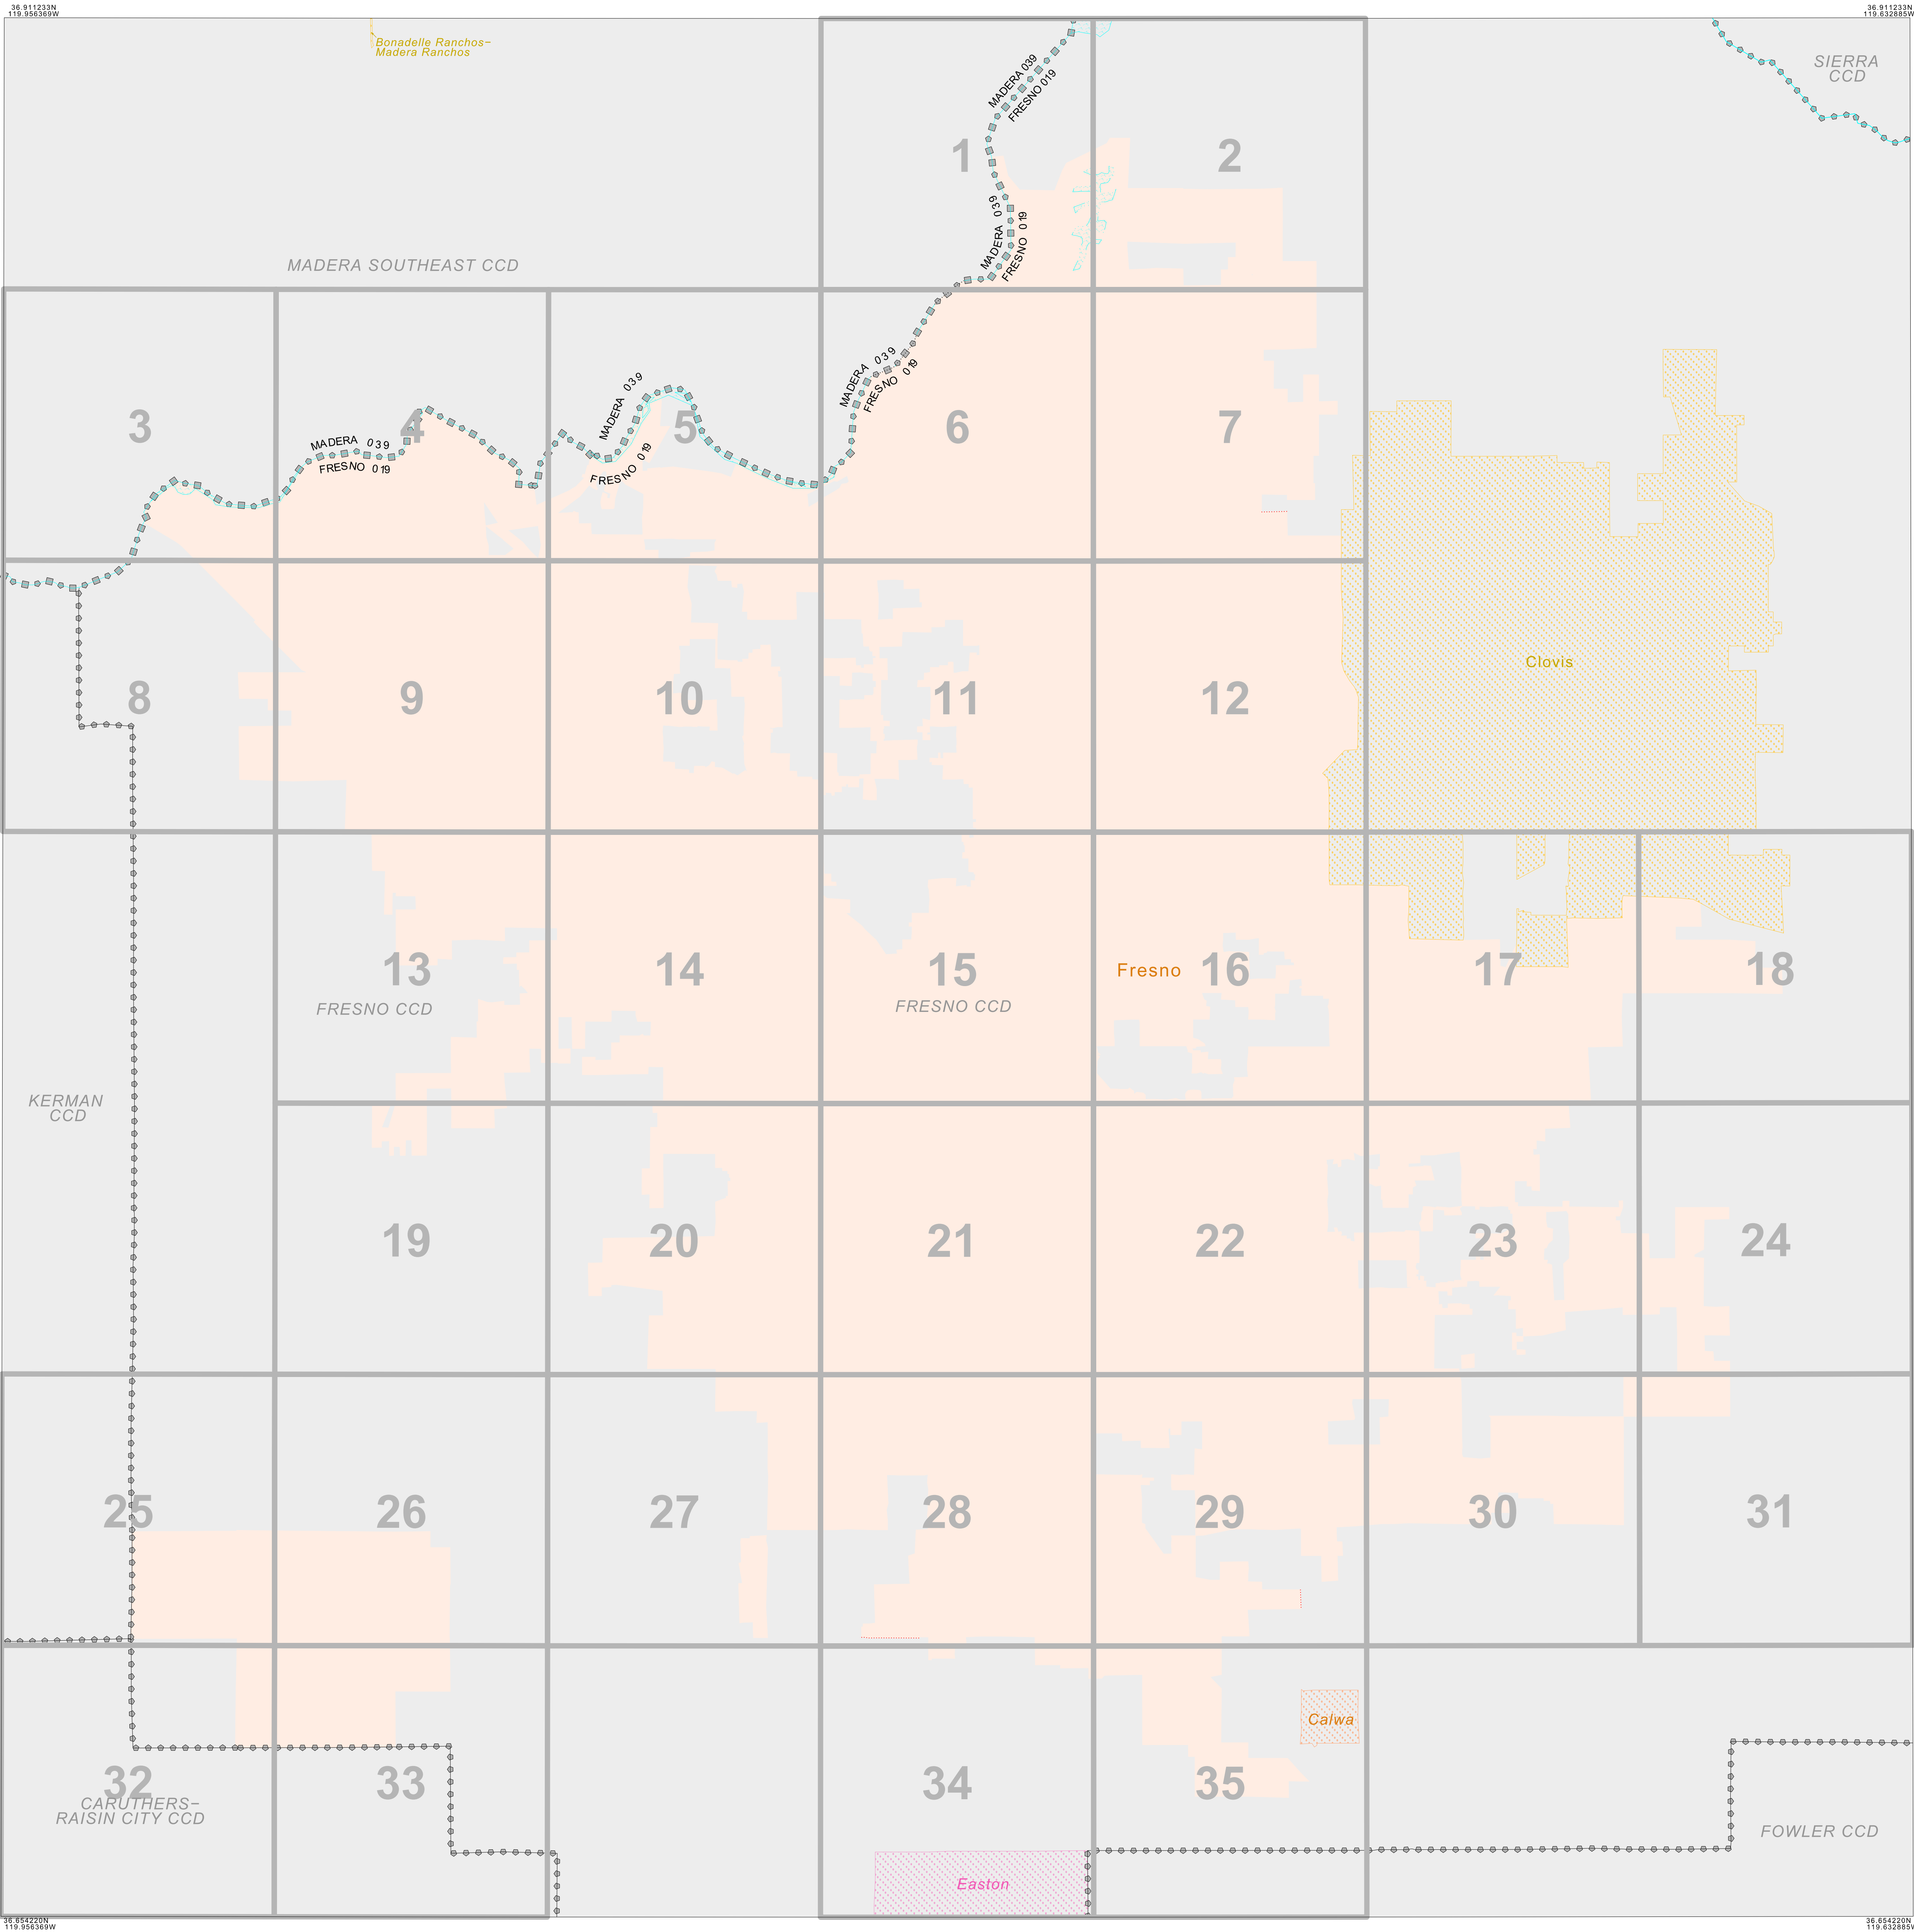 36.911233N
119.956369W
36.911233N
119.632885W
Bonadelle Ranchos-
Madera Ranchos
SIERRA
CCD
MADERA 039
FRESNO 019
1
2
MADERA 039
FRESNO 019
MADERA SOUTHEAST CCD
3
4
5
6
7
MADERA 039
FRESNO 019
MADERA 039
FRESNO 019
MADERA 039
FRESNO 019
Clovis
8
9
10
11
12
13
14
15
16
17
18
Fresno
FRESNO CCD
FRESNO CCD
KERMAN
CCD
19
20
21
22
23
24
25
26
27
28
29
30
31
Calwa
32
33
34
35
CARUTHERS-
RAISIN CITY CCD
FOWLER CCD
Easton
36.654220N
119.956369W
36.654220N
119.632885W